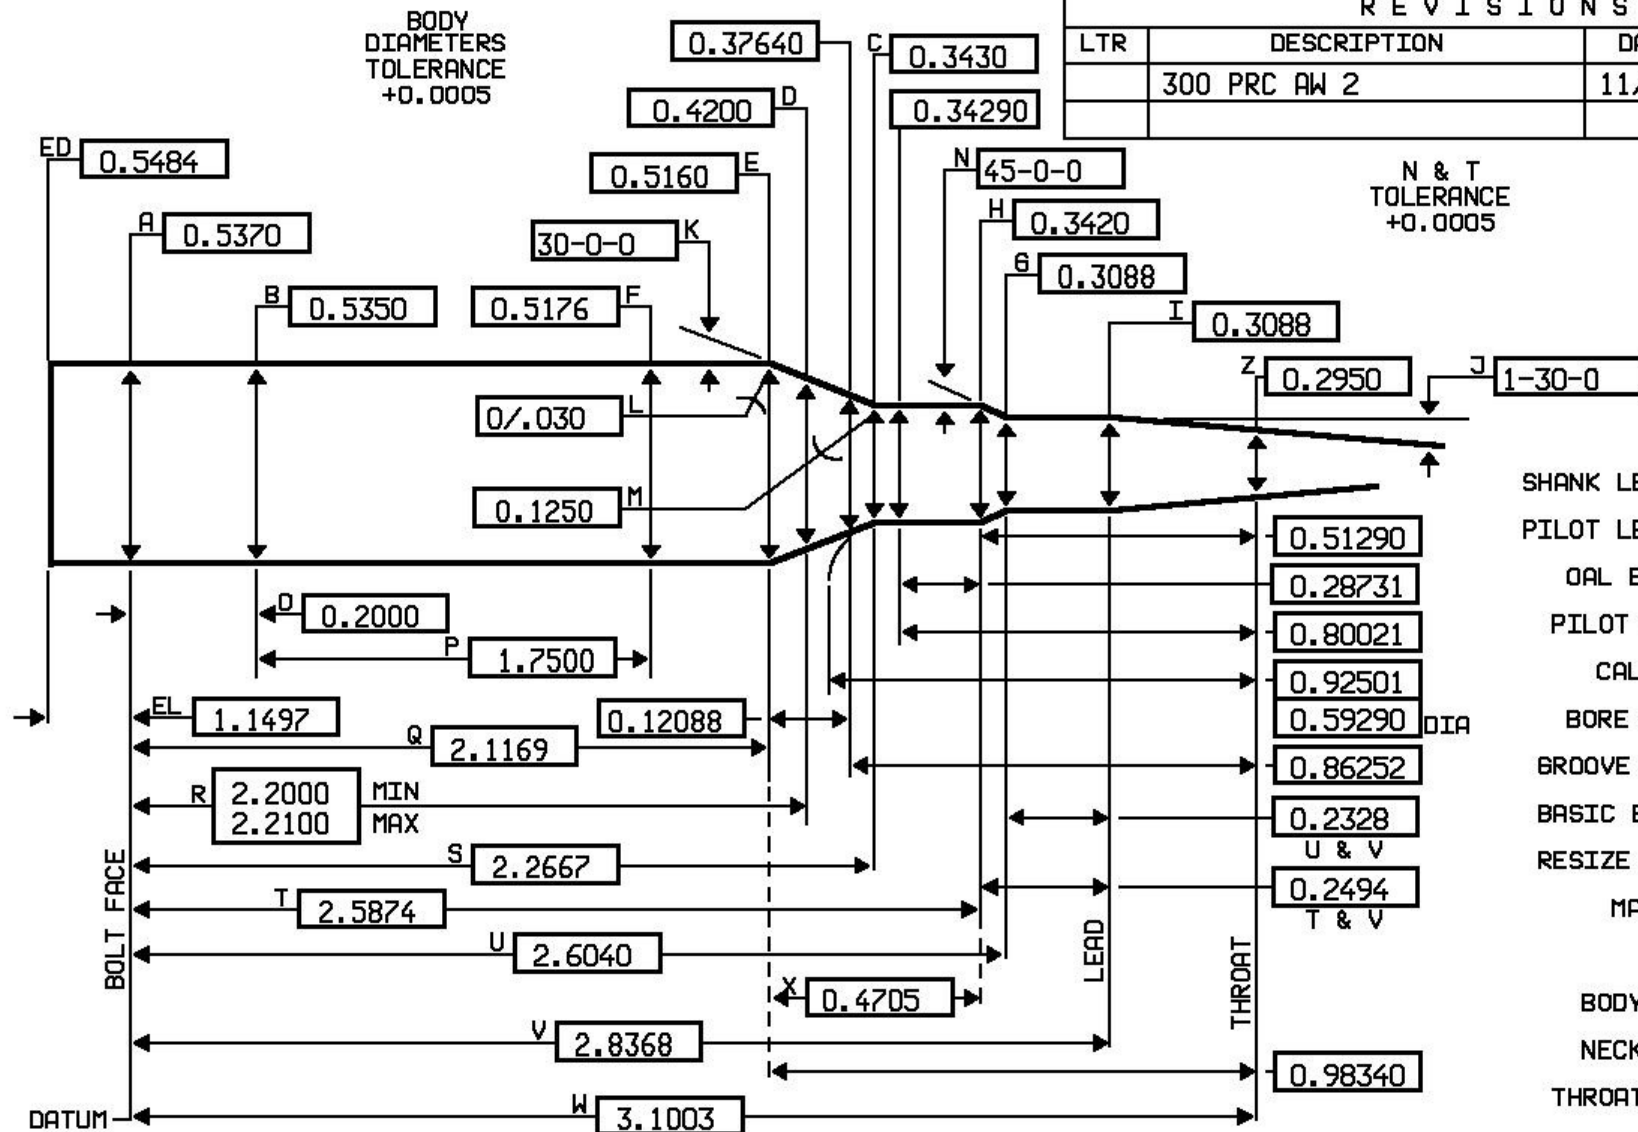 REVISIONS
LTR DESCRIPTION DA
300 PRC AW 2 11/
BODY
DIAMETERS
TOLERANCE
+0.0005
0.37640
C 0.3430
0.4200 D
0.34290
ED 0.5484
0.5160 E
N 45-0-0
N & T
TOLERANCE
+0.0005
A 0.5370
30-0-0 K
H 0.3420
G 0.3088
B 0.5350
0.5176 F
I 0.3088
Z 0.2950
J 1-30-0
0/.030 L
0.1250 M
SHANK LE
0.51290
PILOT LE
0.28731
OAL E
0.80021
PILOT
0.92501
CAL
0.59290 DIA
BORE
0.86252
GROOVE
0.2328
U & V
BASIC E
RESIZE
0.2494
T & V
MA
O 0.2000
P 1.7500
EL 1.1497
0.12088
Q 2.1169
R 2.2000 MIN
2.2100 MAX
S 2.2667
T 2.5874
U 2.6040
X 0.4705
V 2.8368
BOLT FACE
LEAD
THROAT
BODY
NECK
0.98340
THROAT
DATUM
W 3.1003